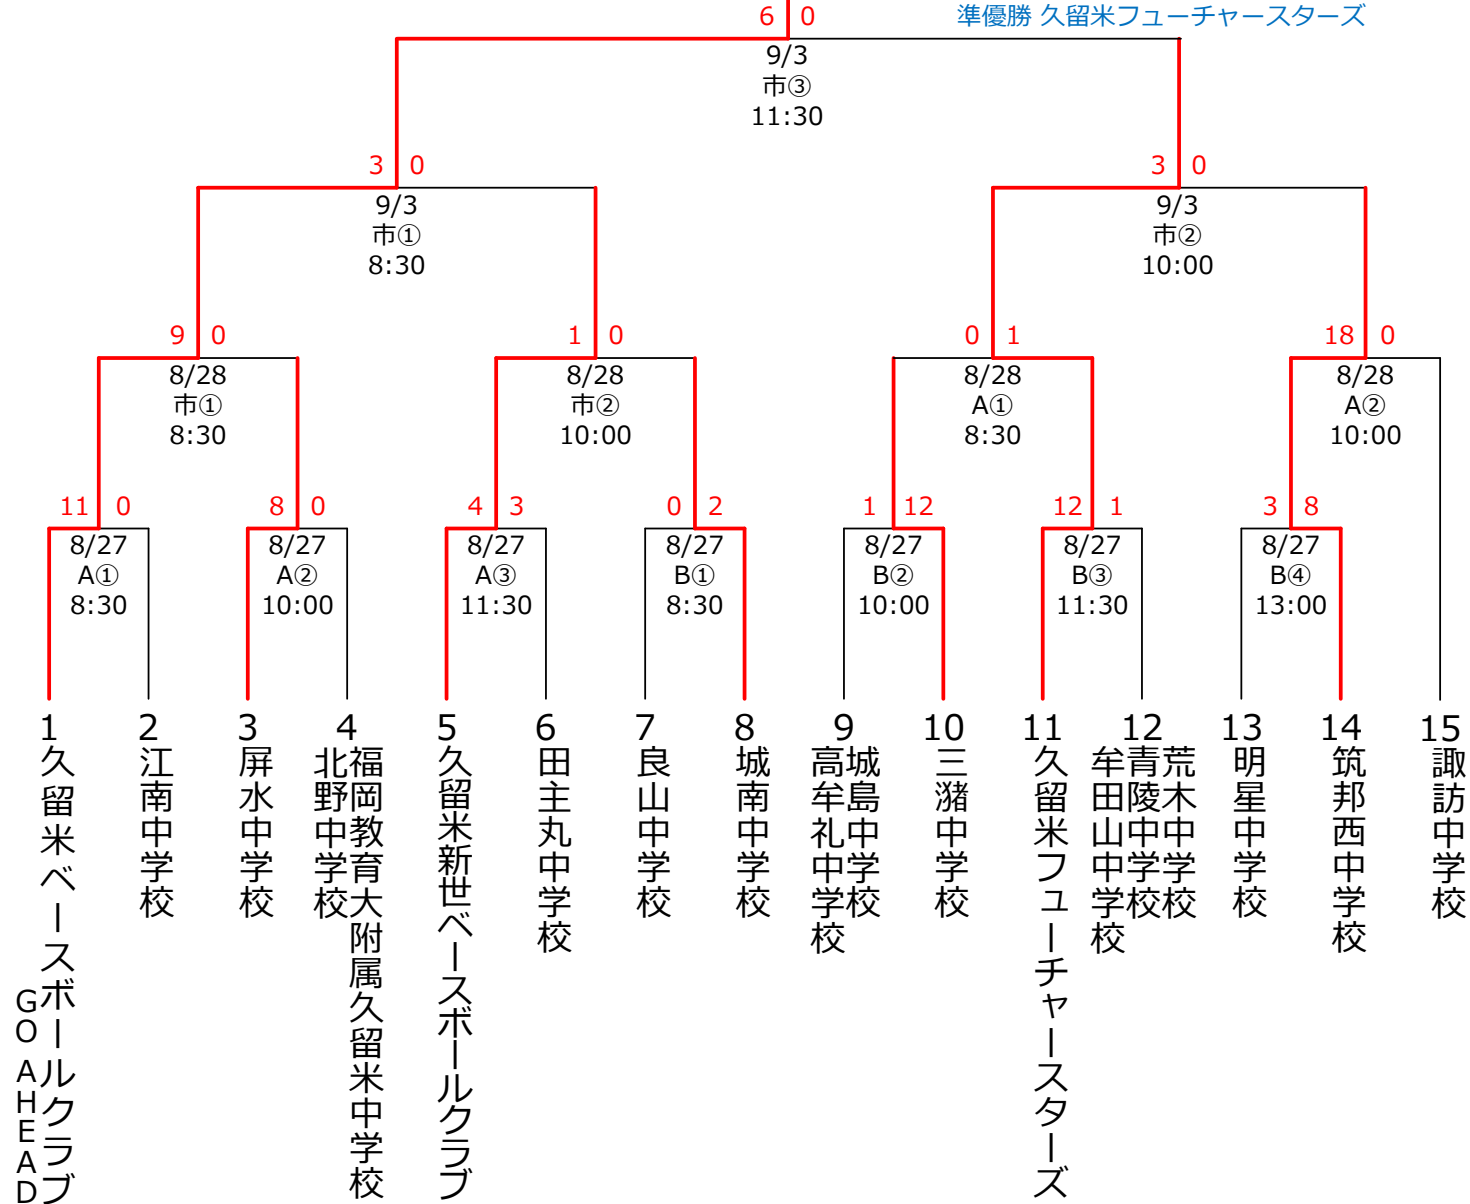 6 0
準優勝 久留米フューチャースターズ
9/3
市③
11:30
3 0
9/3
市①
8:30
3 0
9/3
市②
10:00
9 0
8/28
市①
8:30
1 0
8/28
市②
10:00
0 1
8/28
A①
8:30
18 0
8/28
A②
10:00
11 0
8/27
A①
8:30
8 0
8/27
A②
10:00
4 3
8/27
A③
11:30
0 2
8/27
B①
8:30
1 12
8/27
B②
10:00
12 1
8/27
B③
11:30
3 8
8/27
B④
13:00
1
久留米ベースボールクラブ
GO AHEAD
2
江南中学校
3
屏水中学校
4
福岡教育大附属久留米中学校
北野中学校
5
久留米新世ベースボールクラブ
6
田主丸中学校
7
良山中学校
8
城南中学校
9
城島中学校
高牟礼中学校
10
三潴中学校
11
久留米フューチャースターズ
12
荒木中学校
青陵中学校
牟田山中学校
13
明星中学校
14
筑邦西中学校
15
諏訪中学校